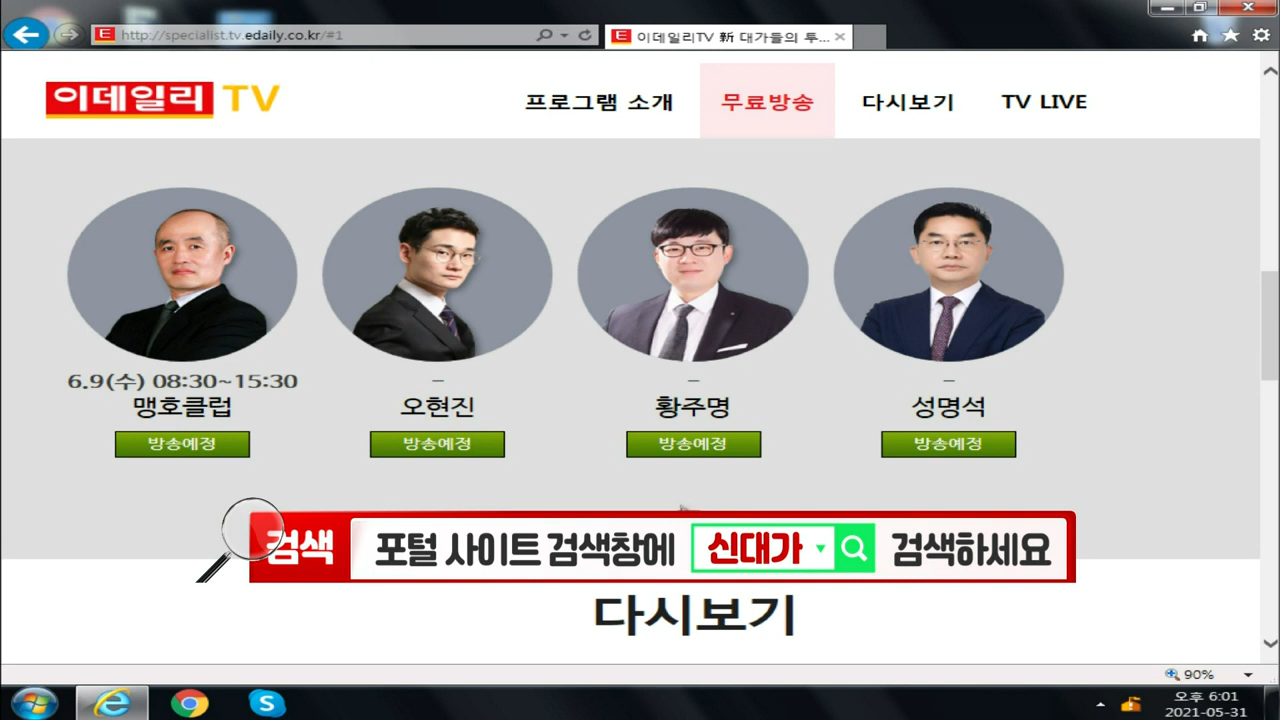 http://specialist.tv.edaily.co.kr/#1
이데일리TV 新 대가들의 투...
이데일리 TV
프로그램 소개 무료방송 다시보기 TV LIVE
6.9(수) 08:30~15:30 – – –
맹호클럽 오현진 황주명 성명석
방송예정 방송예정 방송예정 방송예정
검색 포털 사이트 검색창에 신대가 검색하세요
다시보기
90%
오후 6:01
2021-05-31